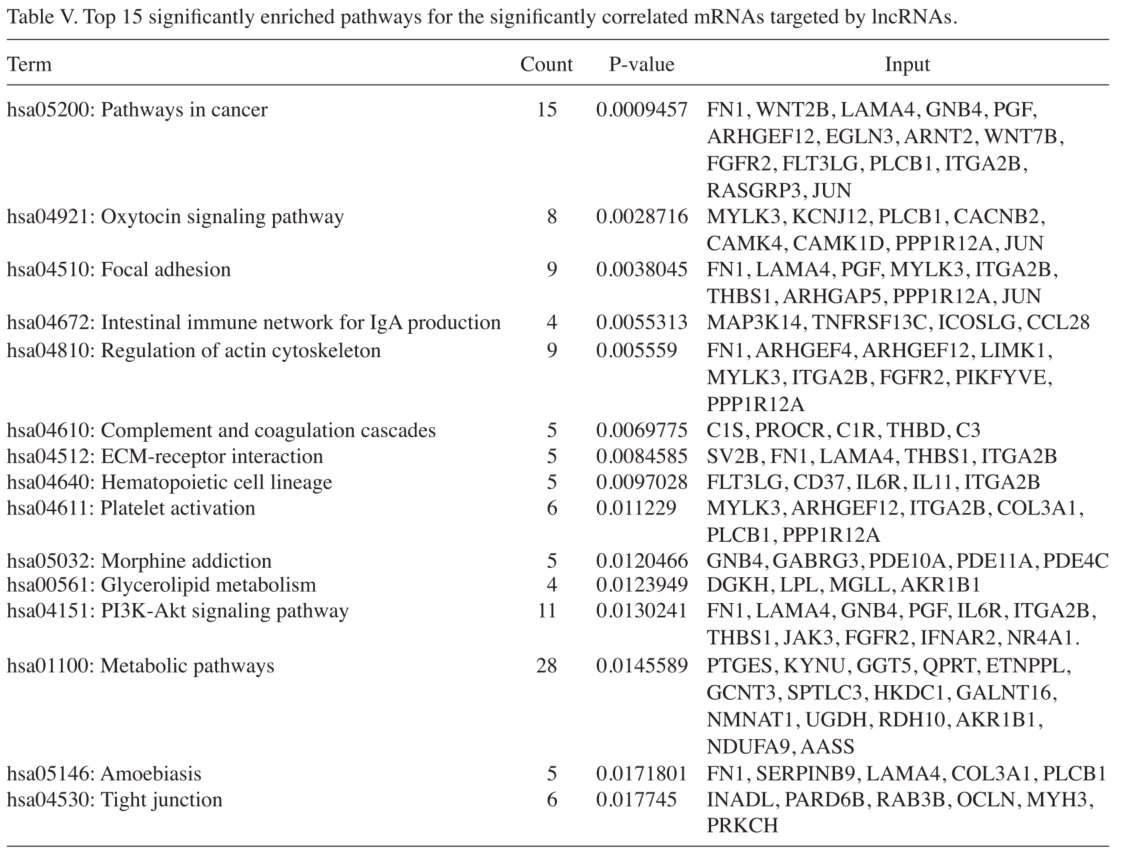 Table V. Top 15 significantly enriched pathways for the significantly correlated mRNAs targeted by lncRNAs.
Term Count P-value Input
hsa05200: Pathways in cancer 15 0.0009457 FN1, WNT2B, LAMA4, GNB4, PGF,
ARHGEF12, EGLN3, ARNT2, WNT7B,
FGFR2, FLT3LG, PLCB1, ITGA2B,
RASGRP3, JUN
hsa04921: Oxytocin signaling pathway 8 0.0028716 MYLK3, KCNJ12, PLCB1, CACNB2,
CAMK4, CAMK1D, PPP1R12A, JUN
hsa04510: Focal adhesion 9 0.0038045 FN1, LAMA4, PGF, MYLK3, ITGA2B,
THBS1, ARHGAP5, PPP1R12A, JUN
hsa04672: Intestinal immune network for IgA production 4 0.0055313 MAP3K14, TNFRSF13C, ICOSLG, CCL28
hsa04810: Regulation of actin cytoskeleton 9 0.005559 FN1, ARHGEF4, ARHGEF12, LIMK1,
MYLK3, ITGA2B, FGFR2, PIKFYVE,
PPP1R12A
hsa04610: Complement and coagulation cascades 5 0.0069775 C1S, PROCR, C1R, THBD, C3
hsa04512: ECM-receptor interaction 5 0.0084585 SV2B, FN1, LAMA4, THBS1, ITGA2B
hsa04640: Hematopoietic cell lineage 5 0.0097028 FLT3LG, CD37, IL6R, IL11, ITGA2B
hsa04611: Platelet activation 6 0.011229 MYLK3, ARHGEF12, ITGA2B, COL3A1,
PLCB1, PPP1R12A
hsa05032: Morphine addiction 5 0.0120466 GNB4, GABRG3, PDE10A, PDE11A, PDE4C
hsa00561: Glycerolipid metabolism 4 0.0123949 DGKH, LPL, MGLL, AKR1B1
hsa04151: PI3K-Akt signaling pathway 11 0.0130241 FN1, LAMA4, GNB4, PGF, IL6R, ITGA2B,
THBS1, JAK3, FGFR2, IFNAR2, NR4A1.
hsa01100: Metabolic pathways 28 0.0145589 PTGES, KYNU, GGT5, QPRT, ETNPPL,
GCNT3, SPTLC3, HKDC1, GALNT16,
NMNAT1, UGDH, RDH10, AKR1B1,
NDUFA9, AASS
hsa05146: Amoebiasis 5 0.0171801 FN1, SERPINB9, LAMA4, COL3A1, PLCB1
hsa04530: Tight junction 6 0.017745 INADL, PARD6B, RAB3B, OCLN, MYH3,
PRKCH